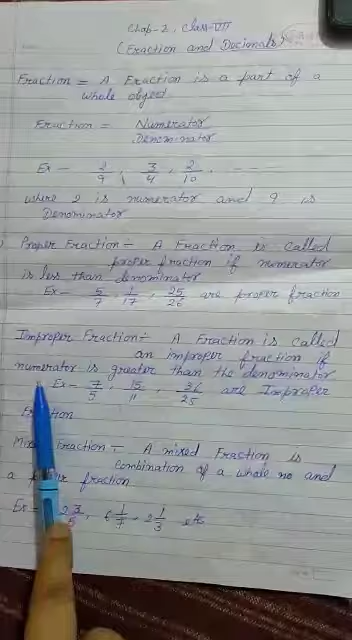 Chap-2, Class-VII
(Fraction and Decimals)
Fraction = A Fraction is a part of a
whole object.
Fraction = Numerator
Denominator
Ex - 2/9, 3/4, 2/10, - - -
where 2 is numerator and 9 is
Denominator
Proper Fraction :- A Fraction is called
proper fraction if numerator
is less than denominator
Ex - 5/7, 1/17, 25/26 are proper fraction
Improper Fraction :- A Fraction is called
an improper fraction if
numerator is greater than the denominator
Ex - 7/5, 15/11, 36/25 are Improper
Fraction
Fraction :- A mixed Fraction is
combination of a whole no and
a fraction
Ex 2 3/5, 6 1/7, 2 1/3 etc